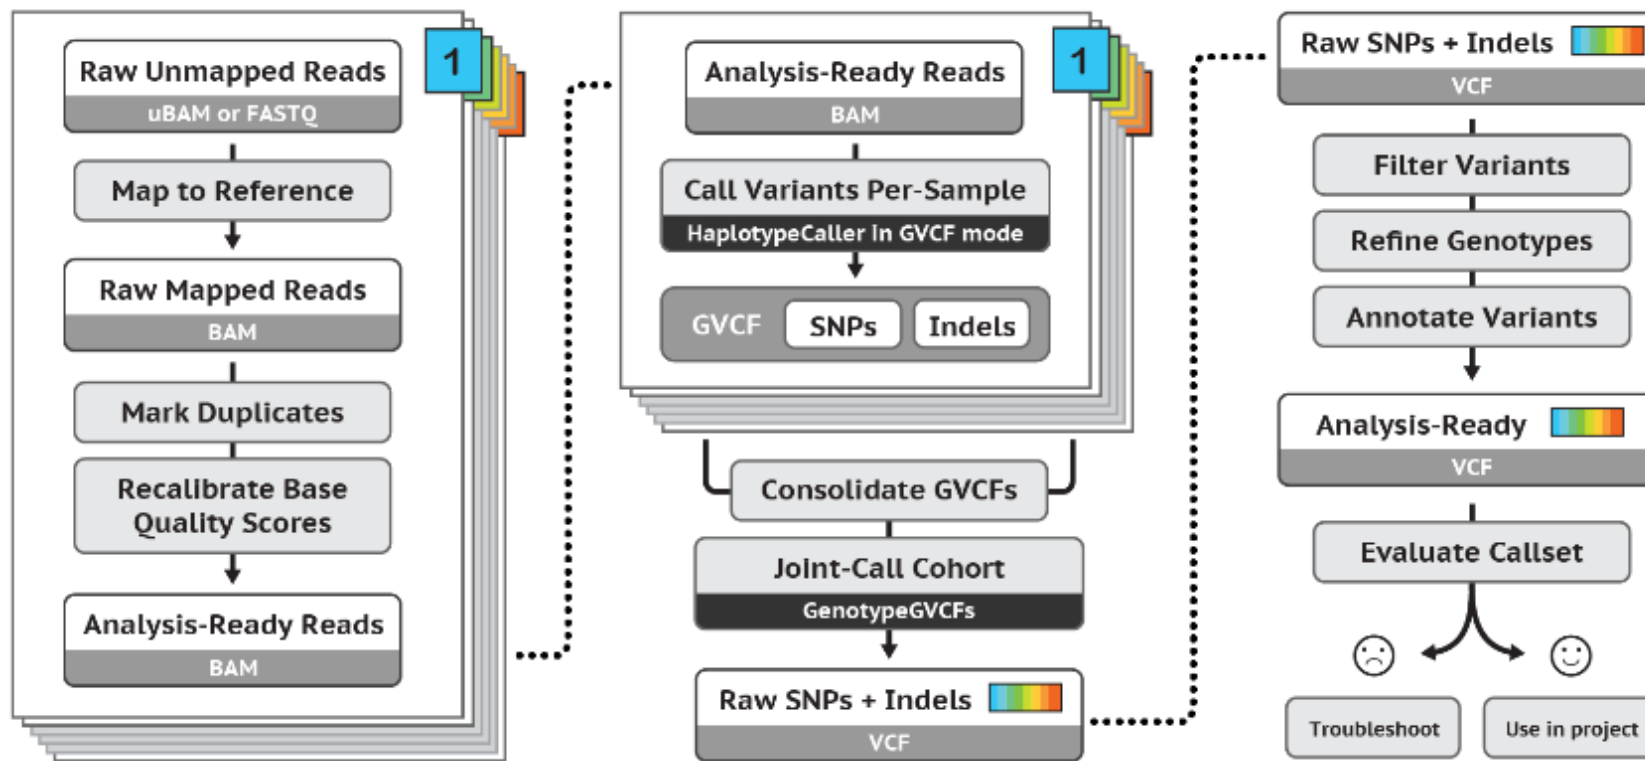 1
Raw Unmapped Reads
uBAM or FASTQ
Map to Reference
Raw Mapped Reads
BAM
Mark Duplicates
Recalibrate Base
Quality Scores
Analysis-Ready Reads
BAM
1
Analysis-Ready Reads
BAM
Call Variants Per-Sample
HaplotypeCaller in GVCF mode
GVCF SNPs Indels
Consolidate GVCFs
Joint-Call Cohort
GenotypeGVCFs
Raw SNPs + Indels
VCF
Raw SNPs + Indels
VCF
Filter Variants
Refine Genotypes
Annotate Variants
Analysis-Ready
VCF
Evaluate Callset
Troubleshoot
Use in project